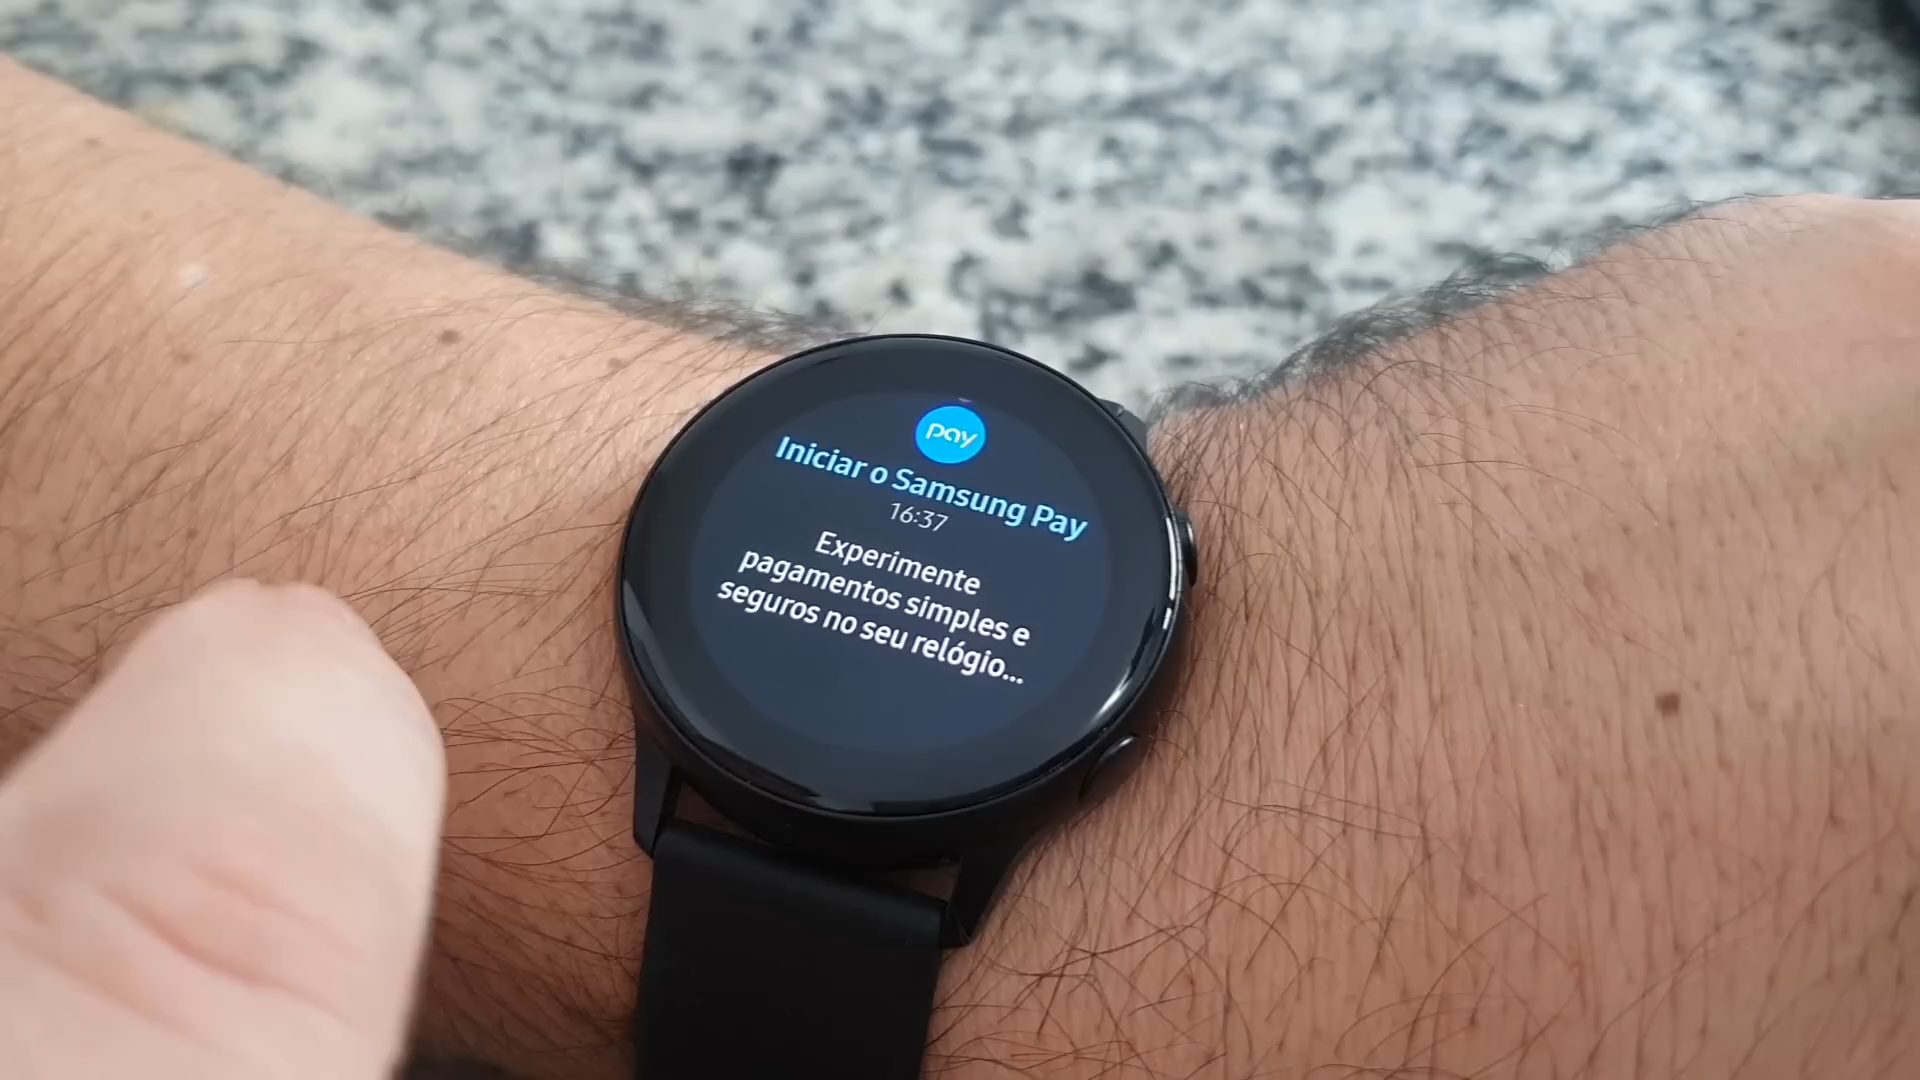 pay
Iniciar o Samsung Pay
16:37
Experimente
pagamentos simples e
seguros no seu relógio...